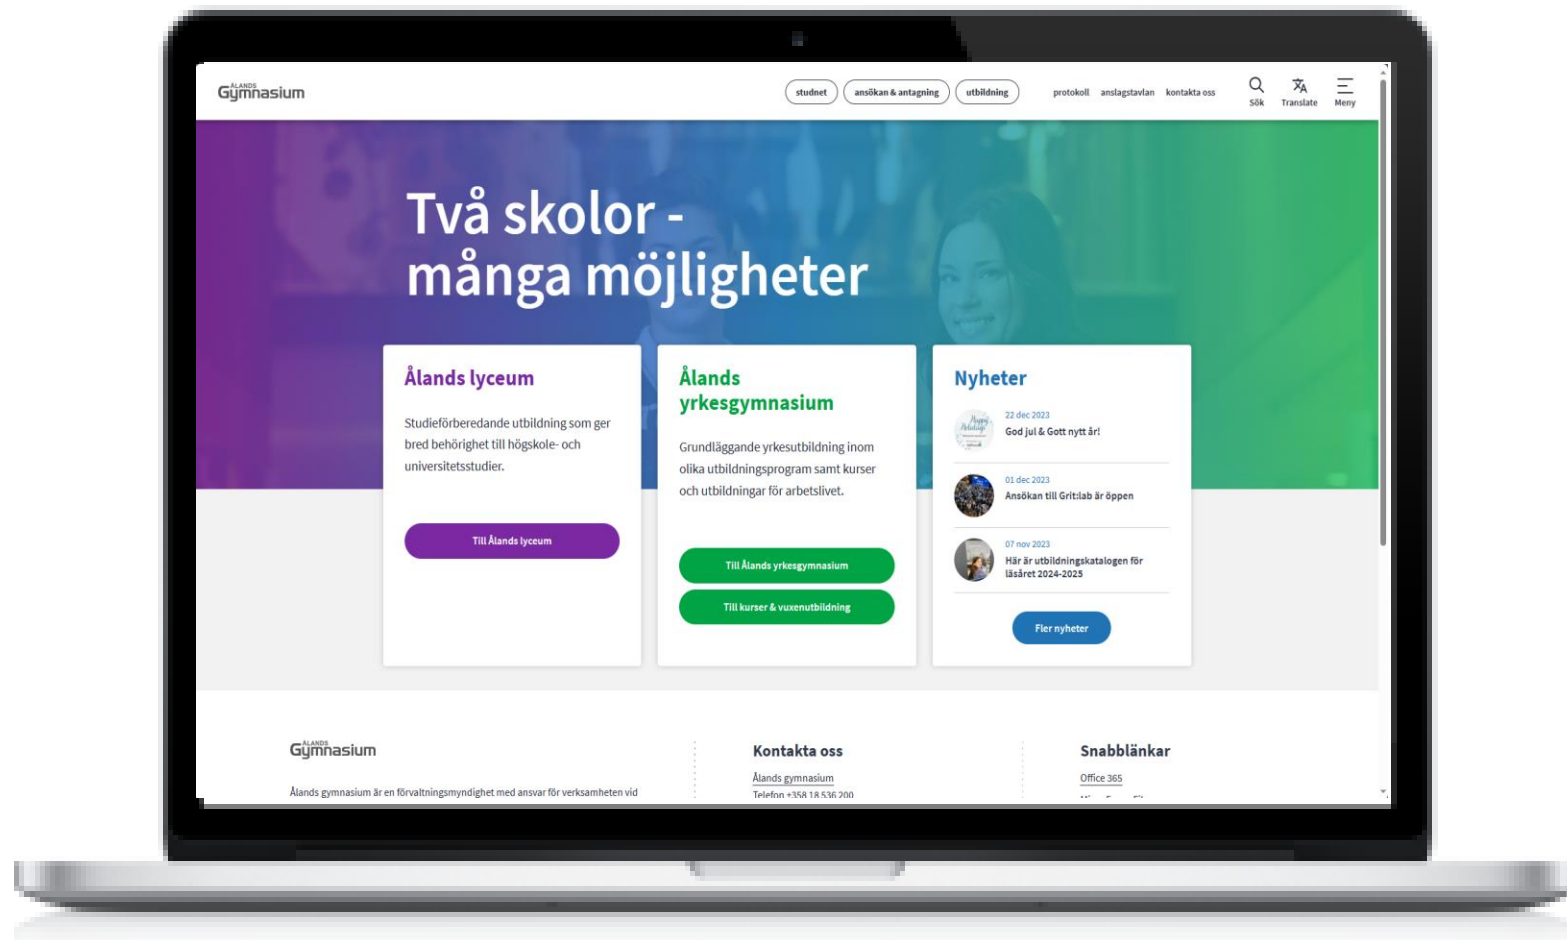 ÅLANDS
Gymnasium
studnet
ansökan & antagning
utbildning
protokoll
anslagstavlan
kontakta oss
Sök
Translate
Meny
Två skolor -
många möjligheter
Ålands lyceum
Studieförberedande utbildning som ger
bred behörighet till högskole- och
universitetsstudier.
Till Ålands lyceum
Ålands
yrkesgymnasium
Grundläggande yrkesutbildning inom
olika utbildningsprogram samt kurser
och utbildningar för arbetslivet.
Till Ålands yrkesgymnasium
Till kurser & vuxenutbildning
Nyheter
22 dec 2023
God jul & Gott nytt år!
01 dec 2023
Ansökan till Grit:lab är öppen
07 nov 2023
Här är utbildningskatalogen för
läsåret 2024-2025
Fler nyheter
ÅLANDS
Gymnasium
Ålands gymnasium är en förvaltningsmyndighet med ansvar för verksamheten vid
Kontakta oss
Ålands gymnasium
Telefon +358 18 536 200
Snabblänkar
Office 365